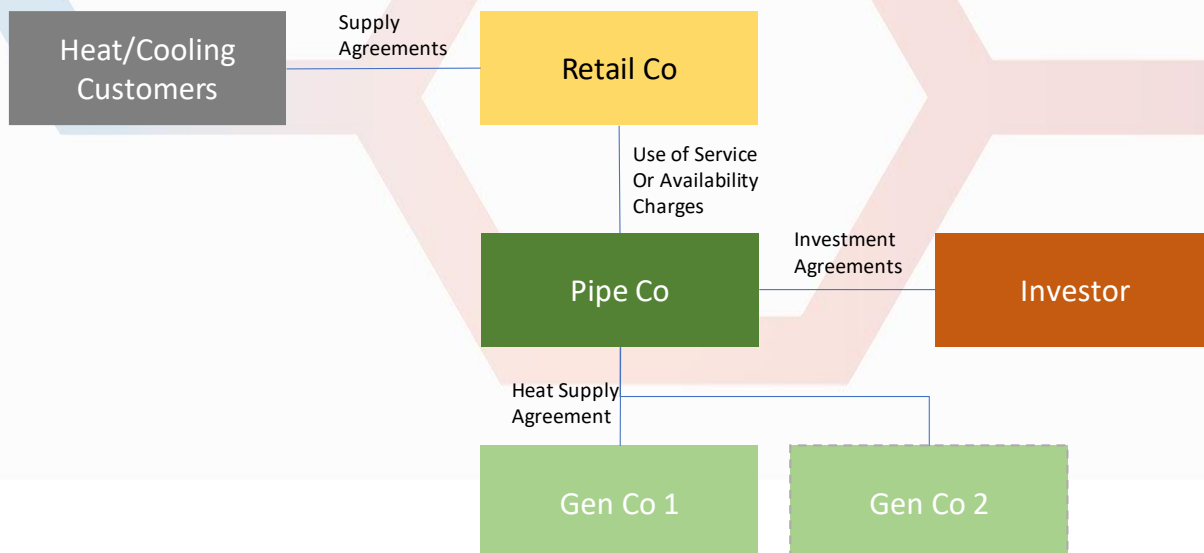 Heat/Cooling
Customers
Supply
Agreements
Retail Co
Use of Service
Or Availability
Charges
Pipe Co
Investment
Agreements
Investor
Heat Supply
Agreement
Gen Co 1
Gen Co 2